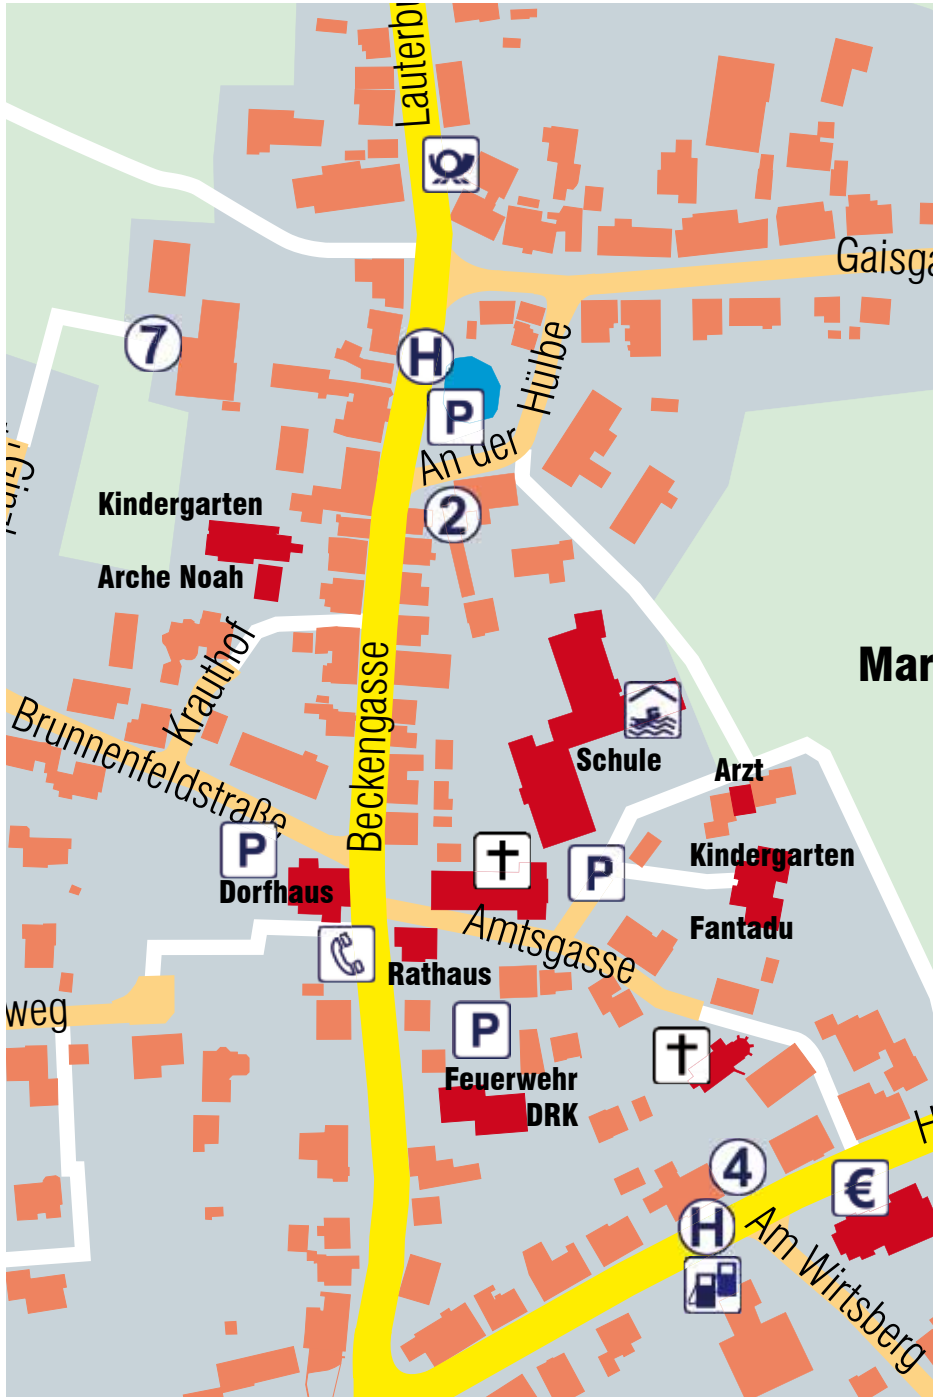 Lauterbu
Gaisga
7
H
P
Hülbe
An der
2
Kindergarten
Arche Noah
Krauthof
Mar
Brunnenfeldstraße
Beckengasse
Schule
Arzt
P
Dorfhaus
P
Kindergarten
Fantadu
Amtsgasse
Rathaus
weg
P
Feuerwehr
DRK
4
€
H
Am Wirtsberg